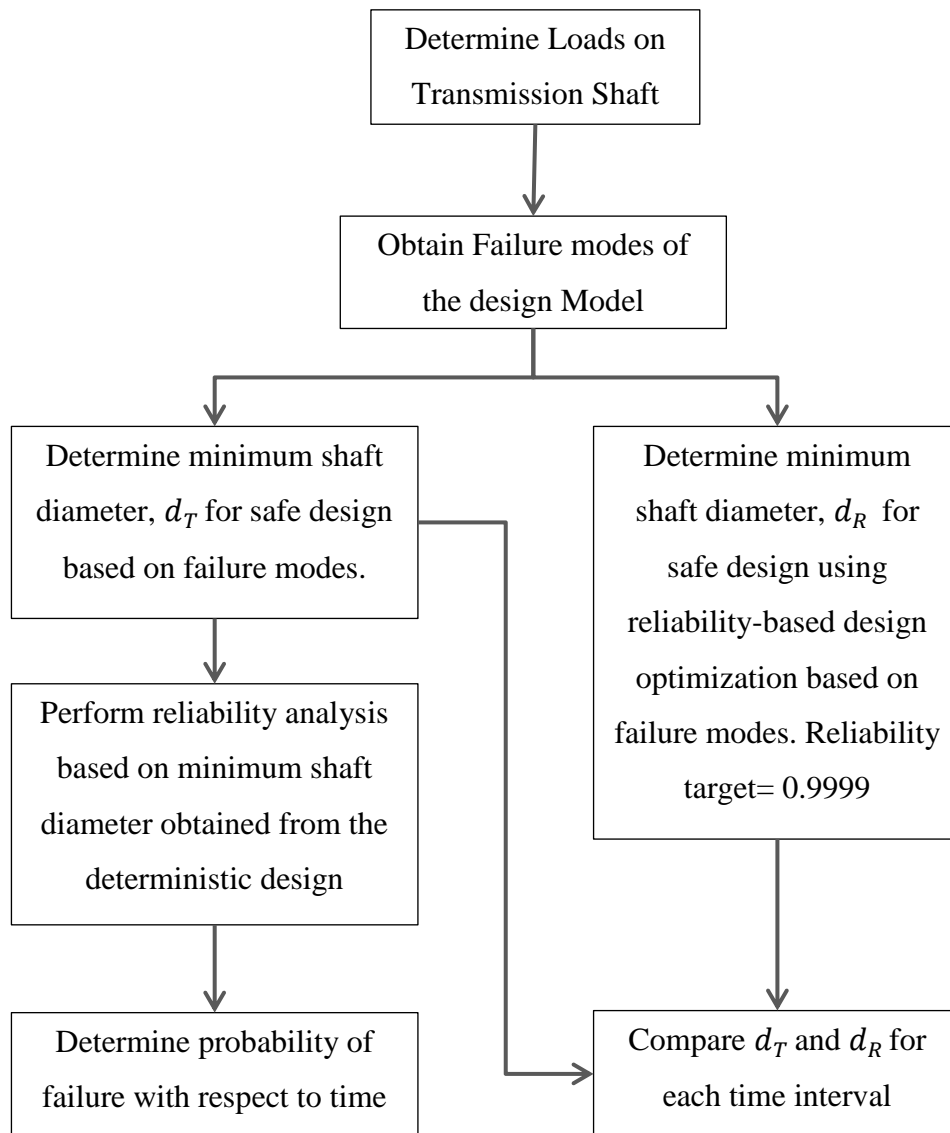 Determine Loads on
Transmission Shaft
Obtain Failure modes of
the design Model
Determine minimum shaft
diameter, d_T for safe design
based on failure modes.
Determine minimum
shaft diameter, d_R for
safe design using
reliability-based design
optimization based on
failure modes. Reliability
target= 0.9999
Perform reliability analysis
based on minimum shaft
diameter obtained from the
deterministic design
Determine probability of
failure with respect to time
Compare d_T and d_R for
each time interval